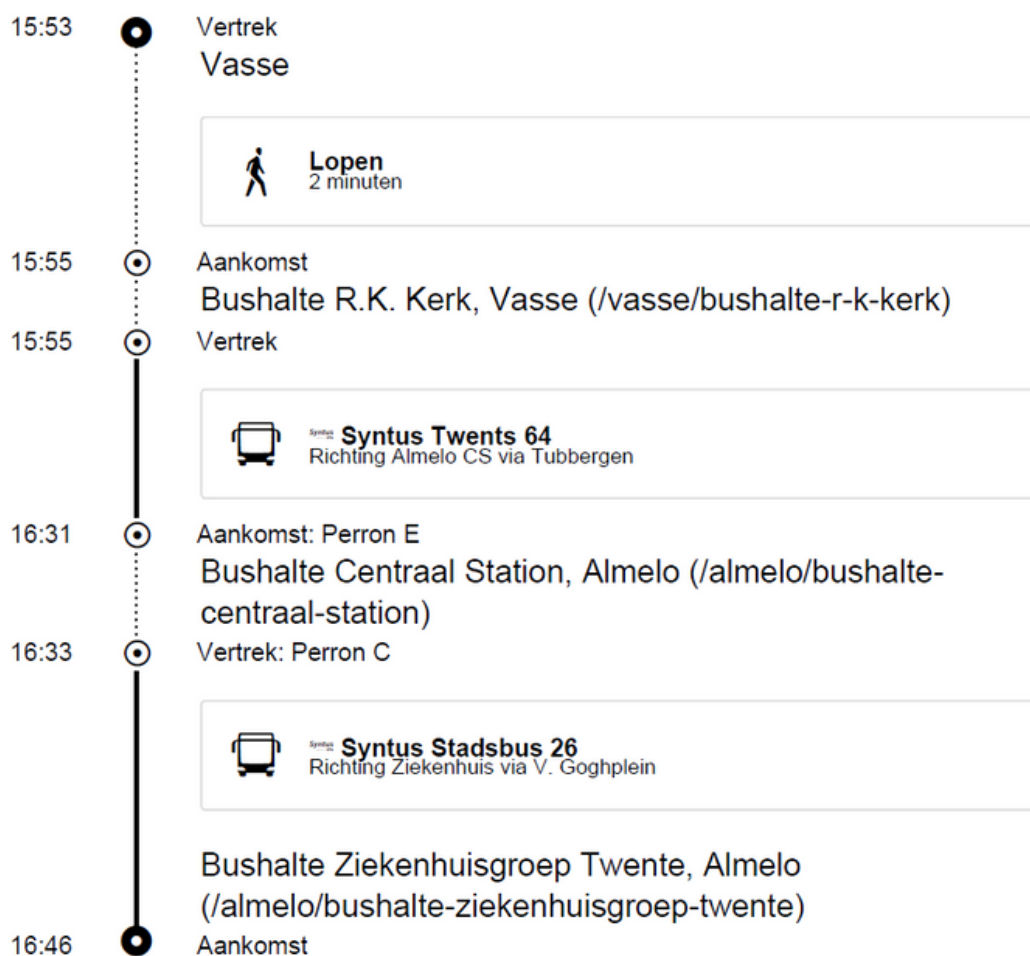 15:53 Vertrek
Vasse
Lopen
2 minuten
15:55 Aankomst
Bushalte R.K. Kerk, Vasse (/vasse/bushalte-r-k-kerk)
15:55 Vertrek
Syntus Twents 64
Richting Almelo CS via Tubbergen
16:31 Aankomst: Perron E
Bushalte Centraal Station, Almelo (/almelo/bushalte-
centraal-station)
16:33 Vertrek: Perron C
Syntus Stadsbus 26
Richting Ziekenhuis via V. Goghplein
Bushalte Ziekenhuisgroep Twente, Almelo
(/almelo/bushalte-ziekenhuisgroep-twente)
16:46 Aankomst